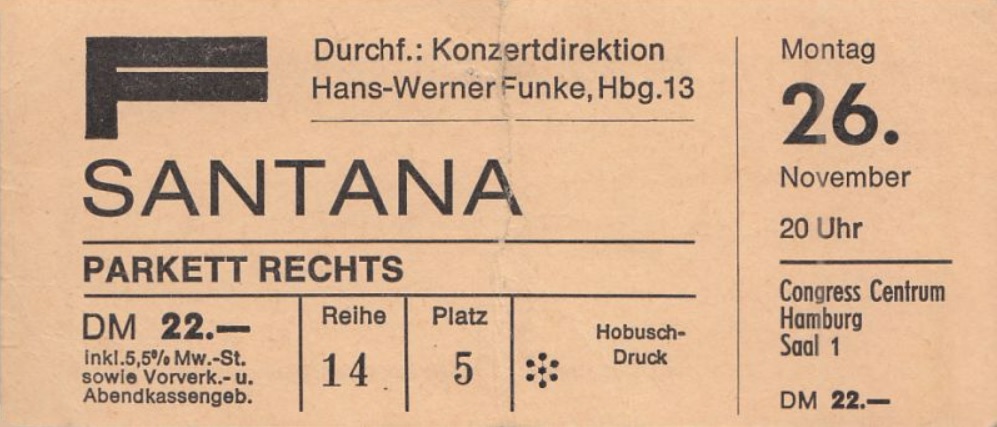 F
Durchf.: Konzertdirektion
Hans-Werner Funke, Hbg.13
SANTANA
PARKETT RECHTS
DM 22.—
inkl.5,5% Mw.-St.
sowie Vorverk.- u.
Abendkassengeb.
Reihe
14
Platz
5
Hobusch-
Druck
Montag
26.
November
20 Uhr
Congress Centrum
Hamburg
Saal 1
DM 22.—